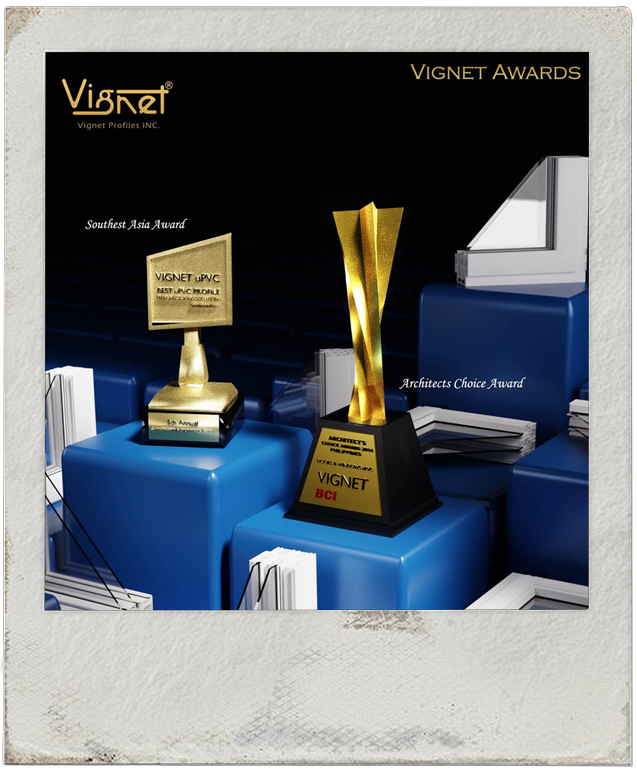 VIGNET AWARDS
Vignet®
Vignet Profiles INC.
Southest Asia Award
VIGNET uPVC
BEST uPVC PROFILE
Architects Choice Award
5th Annual
ARCHITECT'S
CHOICE AWARDS 2014
PHILIPPINES
VIGNET
BCI